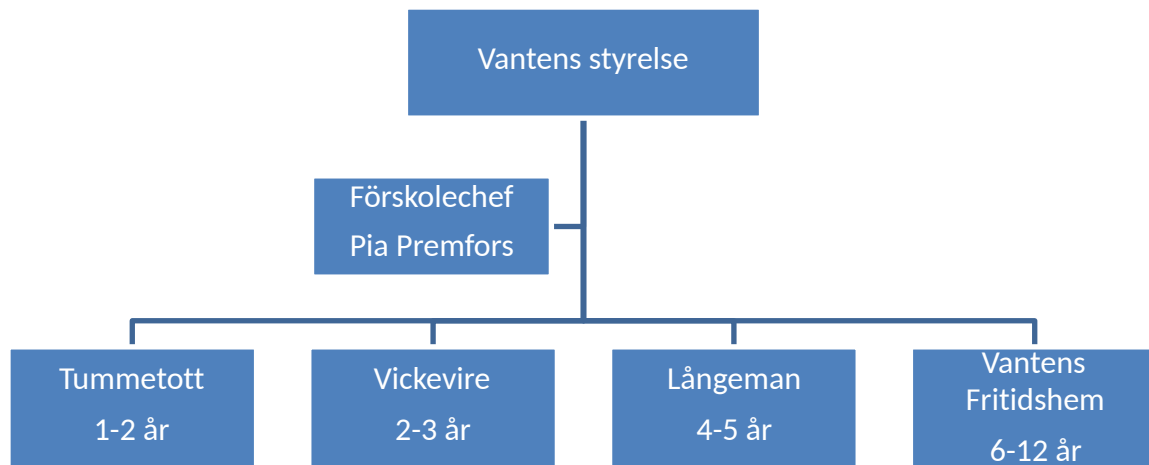 Vantens styrelse
Förskolechef
Pia Premfors
Tummetott
1-2 år
Vickevire
2-3 år
Långeman
4-5 år
Vantens
Fritidshem
6-12 år